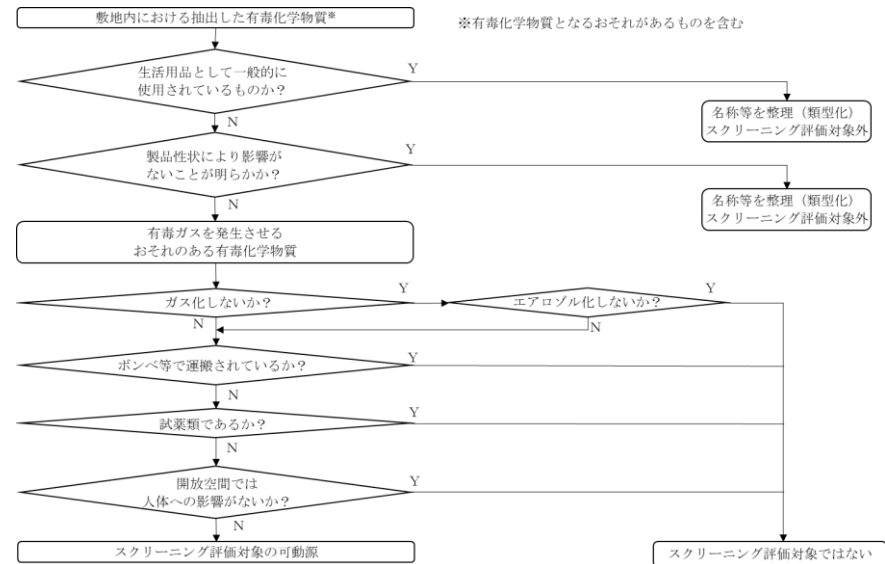 敷地内における抽出した有毒化学物質※
※有毒化学物質となるおそれがあるものを含む
生活用品として一般的に
使用されているものか？
Y
N
名称等を整理（類型化）
スクリーニング評価対象外
製品性状により影響が
ないことが明らかか？
Y
N
名称等を整理（類型化）
スクリーニング評価対象外
有毒ガスを発生させる
おそれのある有毒化学物質
ガス化しないか？
Y
N
エアロゾル化しないか？
Y
N
ボンベ等で運搬されているか？
Y
N
試薬類であるか？
Y
N
開放空間では
人体への影響がないか？
Y
N
スクリーニング評価対象の可動源
スクリーニング評価対象ではない